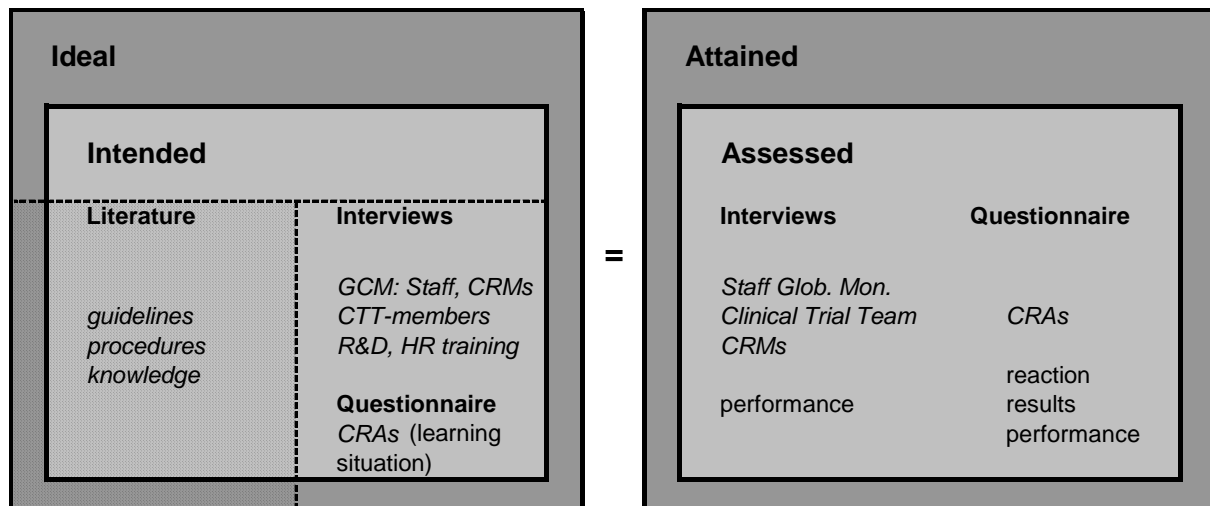 Ideal
Intended
Literature
guidelines
procedures
knowledge
Interviews
GCM: Staff, CRMs
CTT-members
R&D, HR training
Questionnaire
CRAs (learning
situation)
=
Attained
Assessed
Interviews
Staff Glob. Mon.
Clinical Trial Team
CRMs
performance
Questionnaire
CRAs
reaction
results
performance